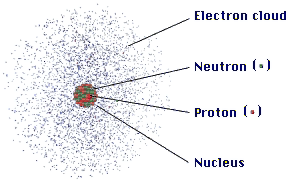 Electron cloud
Neutron ( )
Proton ( )
Nucleus